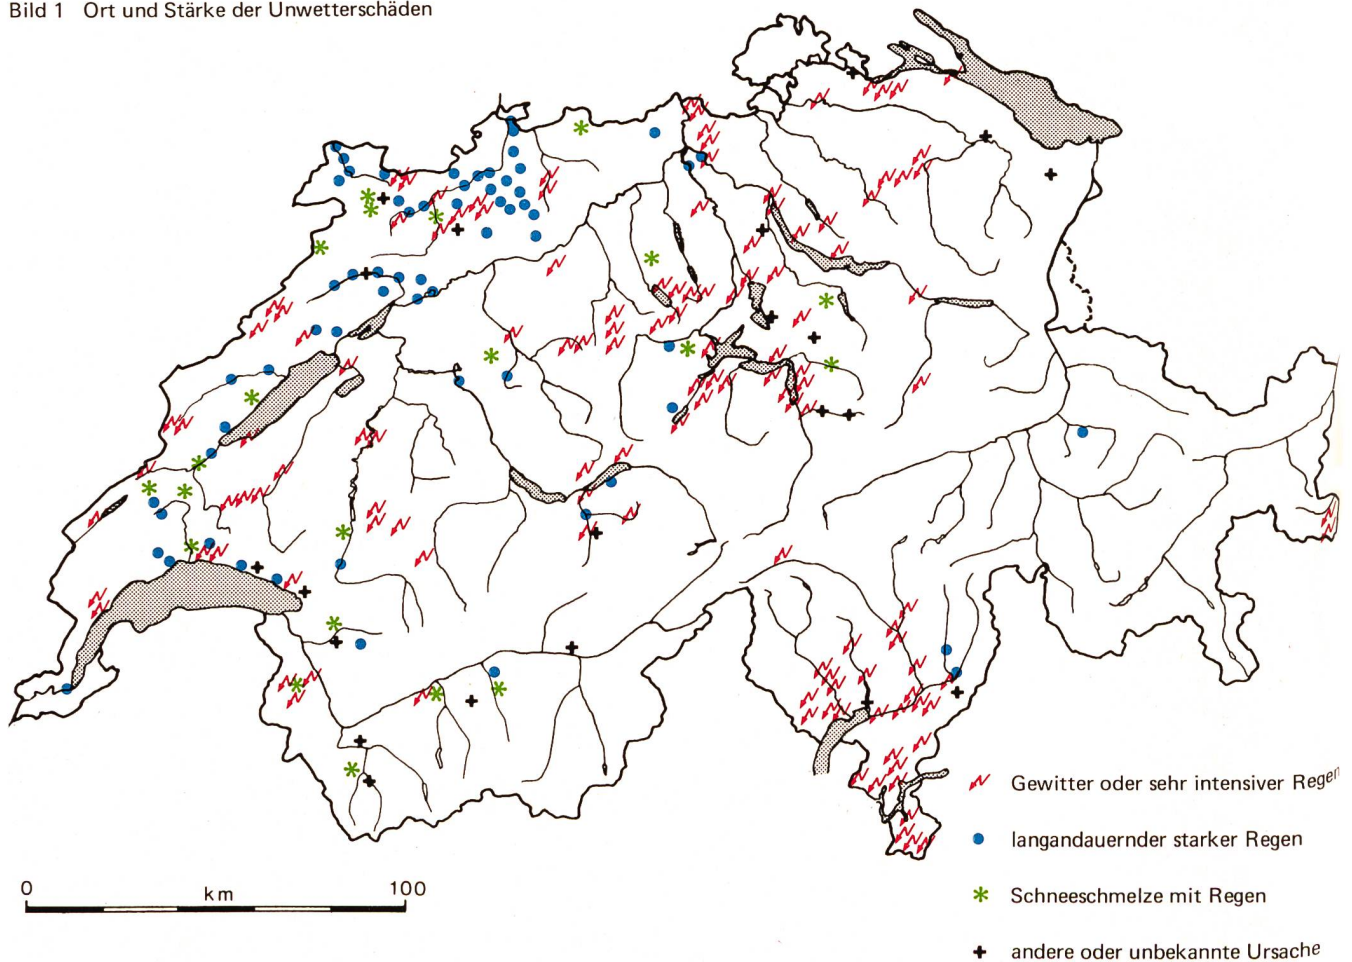 Bild 1 Ort und Stärke der Unwetterschäden
Gewitter oder sehr intensiver Regen
langandauernder starker Regen
Schneeschmelze mit Regen
andere oder unbekannte Ursache
0 km 100